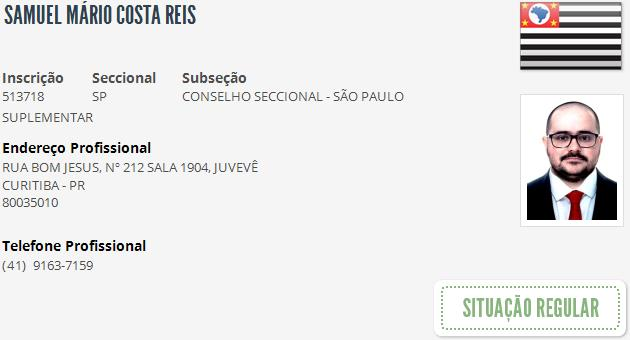 SAMUEL MÁRIO COSTA REIS
Inscrição Seccional Subseção
513718 SP CONSELHO SECCIONAL - SÃO PAULO
SUPLEMENTAR
Endereço Profissional
RUA BOM JESUS, Nº 212 SALA 1904, JUVEVÊ
CURITIBA - PR
80035010
Telefone Profissional
(41) 9163-7159
SITUAÇÃO REGULAR